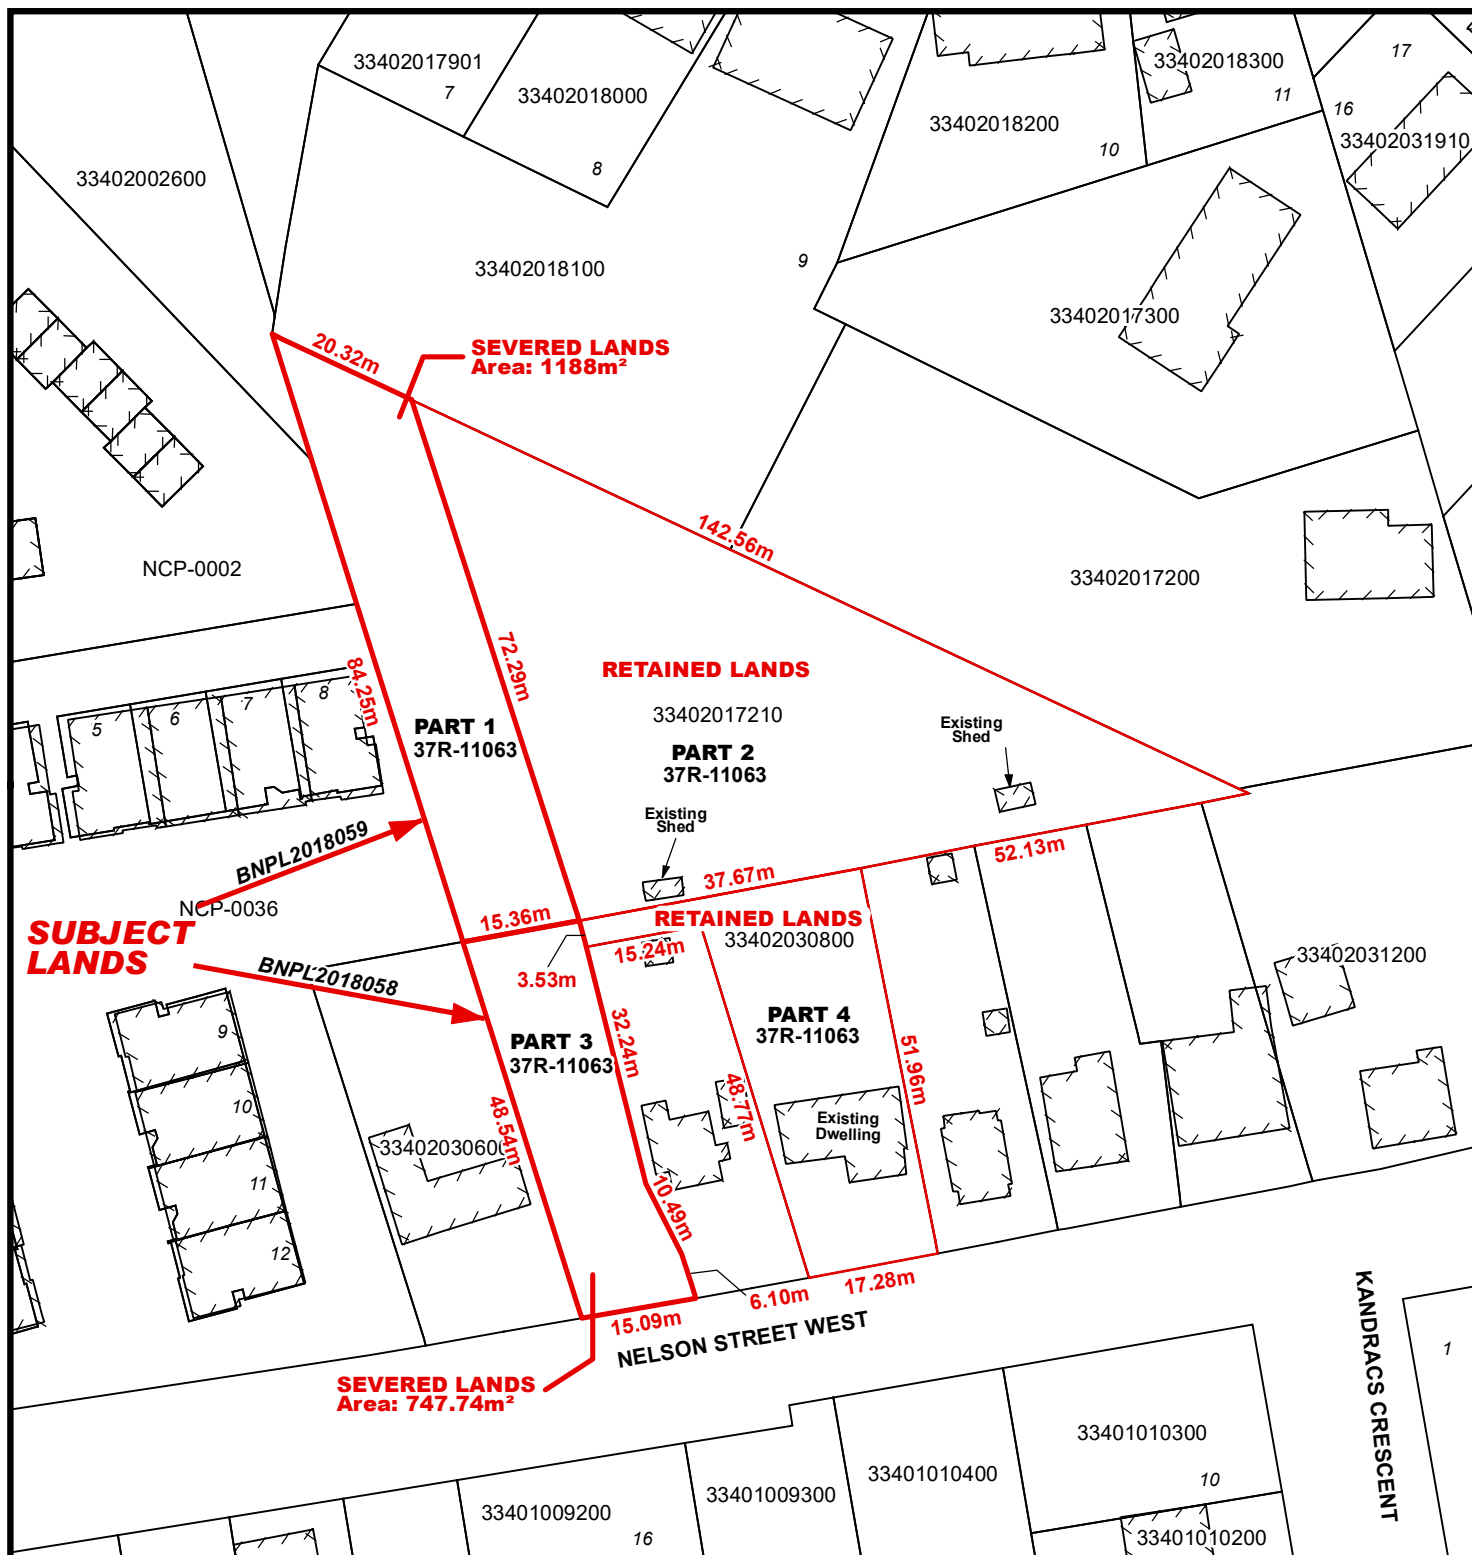 33402017901
7
33402018000
8
33402018300
11
17
16
33402031910
33402018200
10
33402002600
33402018100
9
33402017300
20.32m
SEVERED LANDS
Area: 1188m²
142.56m
NCP-0002
33402017200
84.25m
72.29m
RETAINED LANDS
33402017210
PART 1
37R-11063
PART 2
37R-11063
Existing
Shed
Existing
Shed
5
6
7
8
BNPL2018059
NCP-0036
SUBJECT
LANDS
BNPL2018058
15.36m
37.67m
52.13m
RETAINED LANDS
33402030800
15.24m
3.53m
33402031200
PART 3
37R-11063
32.24m
PART 4
37R-11063
51.96m
48.77m
48.54m
Existing
Dwelling
33402030600
9
10
11
12
10.49m
6.10m
17.28m
15.09m
NELSON STREET WEST
KANDRACS CRESCENT
SEVERED LANDS
Area: 747.74m²
1
33401010300
10
33401010400
33401009300
33401009200
16
33401010200